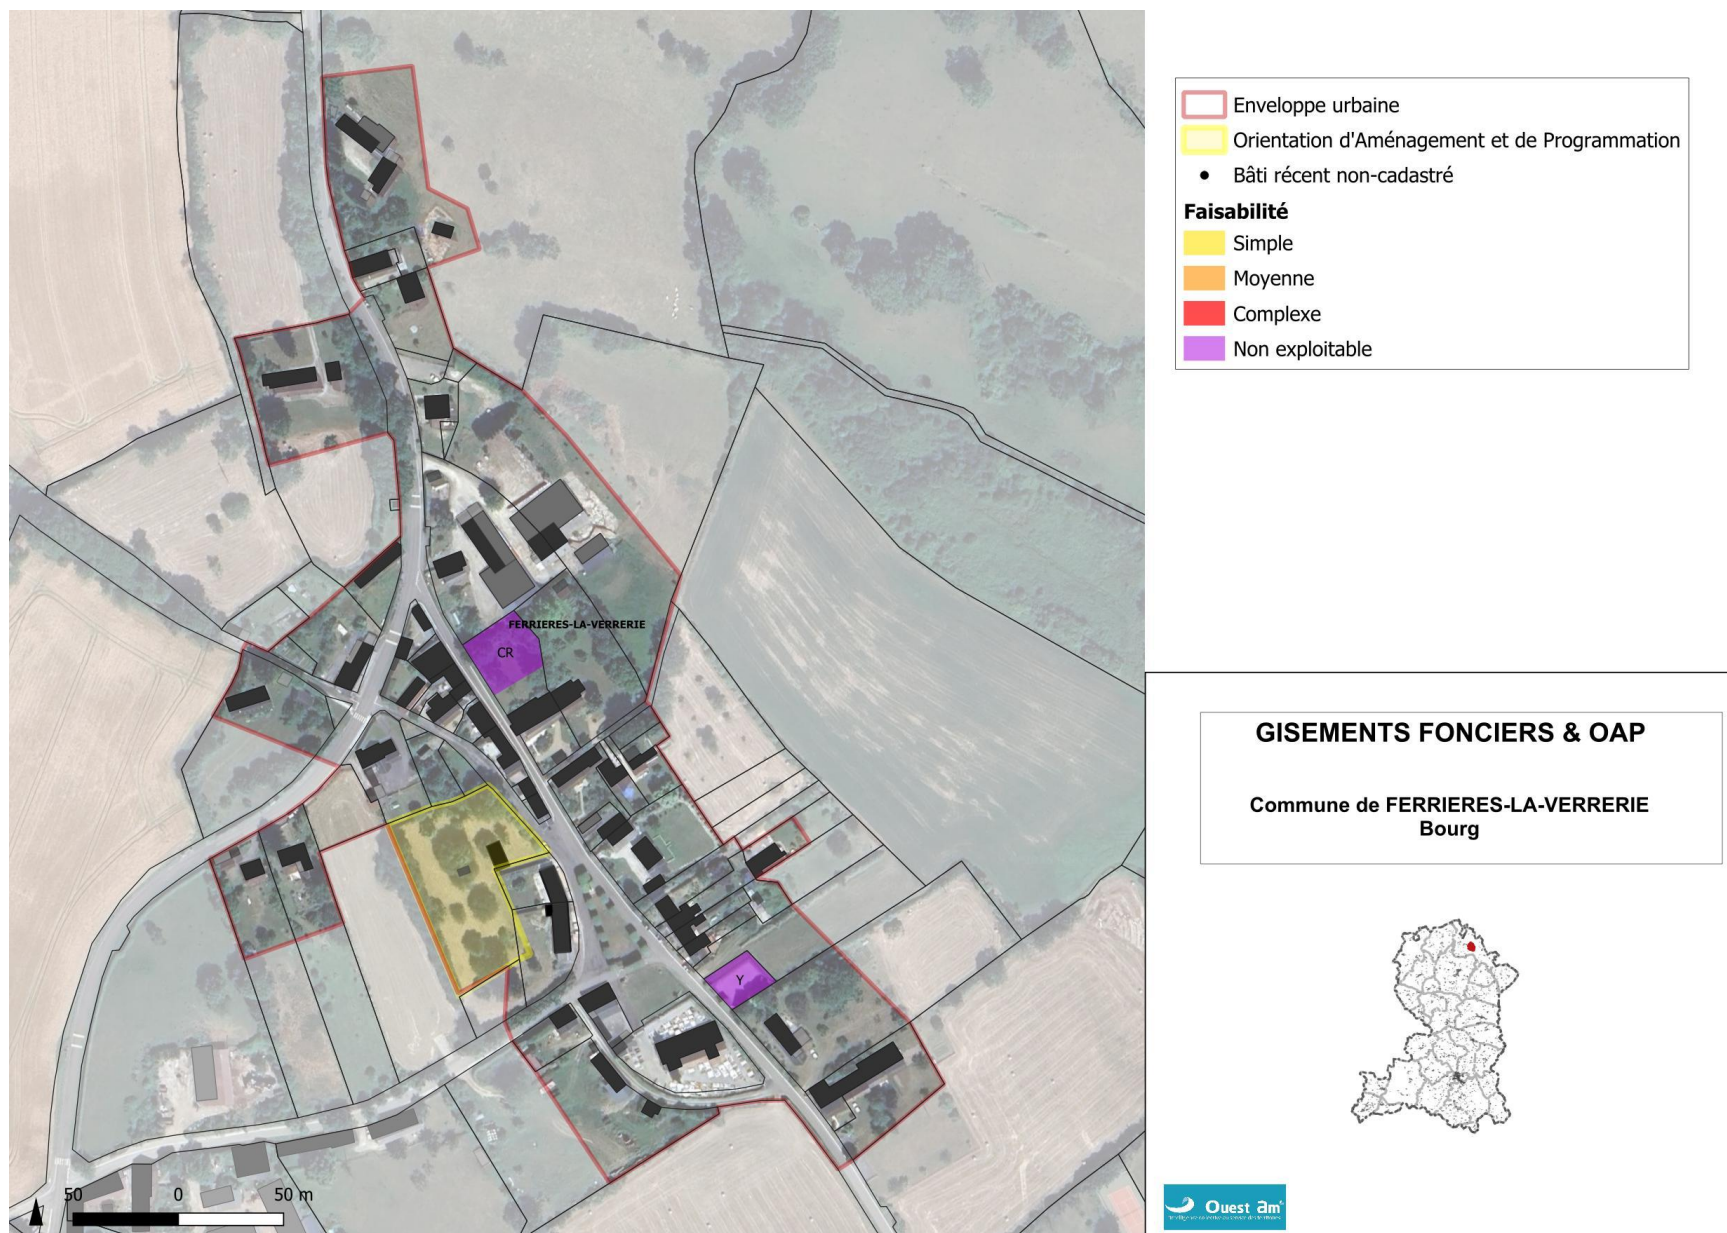 Enveloppe urbaine
Orientation d'Aménagement et de Programmation
Bâti récent non-cadastré
Faisabilité
Simple
Moyenne
Complexe
Non exploitable
FERRIERES-LA-VERRERIE
CR
Y
GISEMENTS FONCIERS & OAP
Commune de FERRIERES-LA-VERRERIE
Bourg
50 0 50 m
Ouest am'